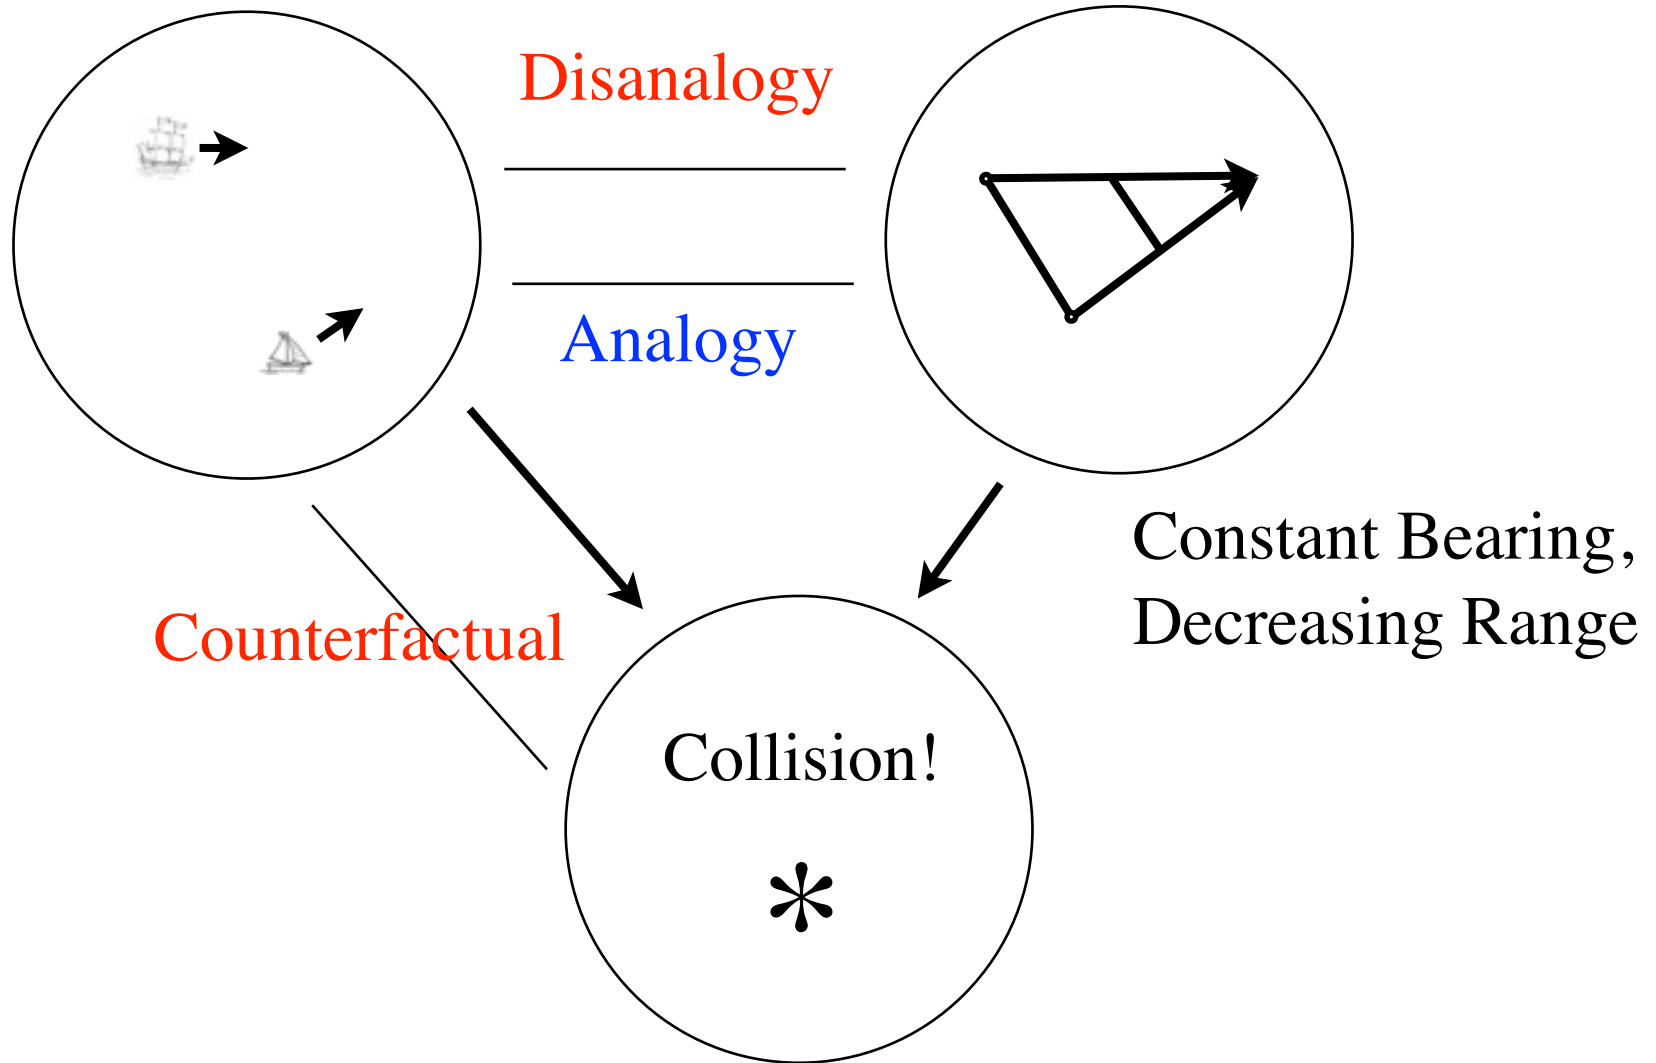 Disanalogy
Analogy
Constant Bearing,
Decreasing Range
Counterfactual
Collision!
*